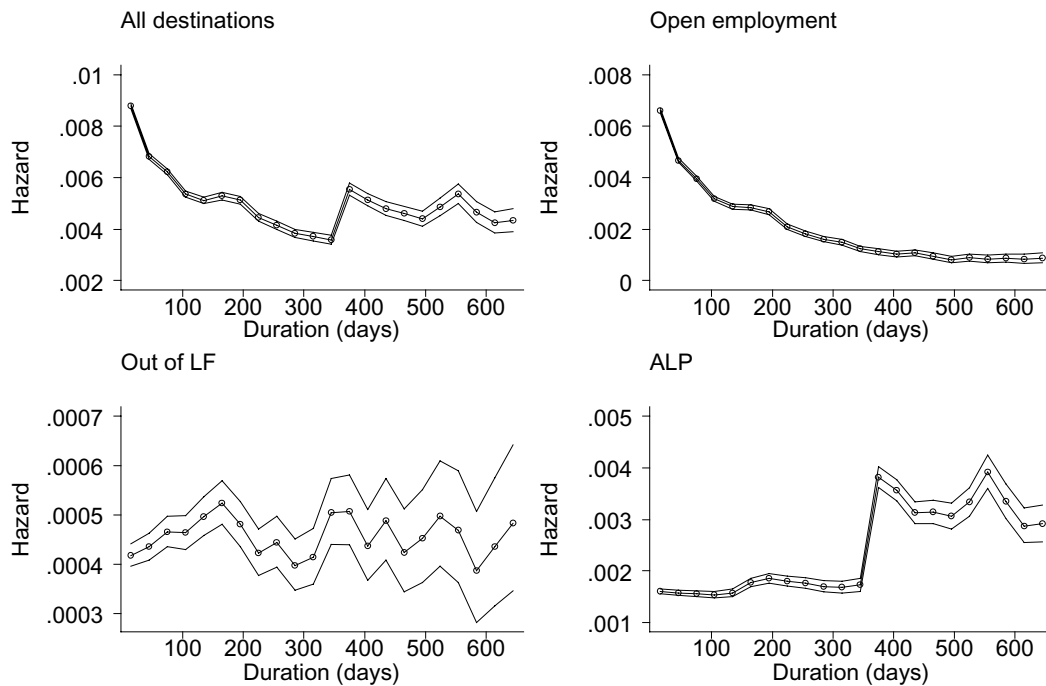 All destinations
Hazard
.01
.008
.006
.004
.002
100 200 300 400 500 600
Duration (days)
Open employment
Hazard
.008
.006
.004
.002
0
100 200 300 400 500 600
Duration (days)
Out of LF
Hazard
.0007
.0006
.0005
.0004
.0003
100 200 300 400 500 600
Duration (days)
ALP
Hazard
.005
.004
.003
.002
.001
100 200 300 400 500 600
Duration (days)